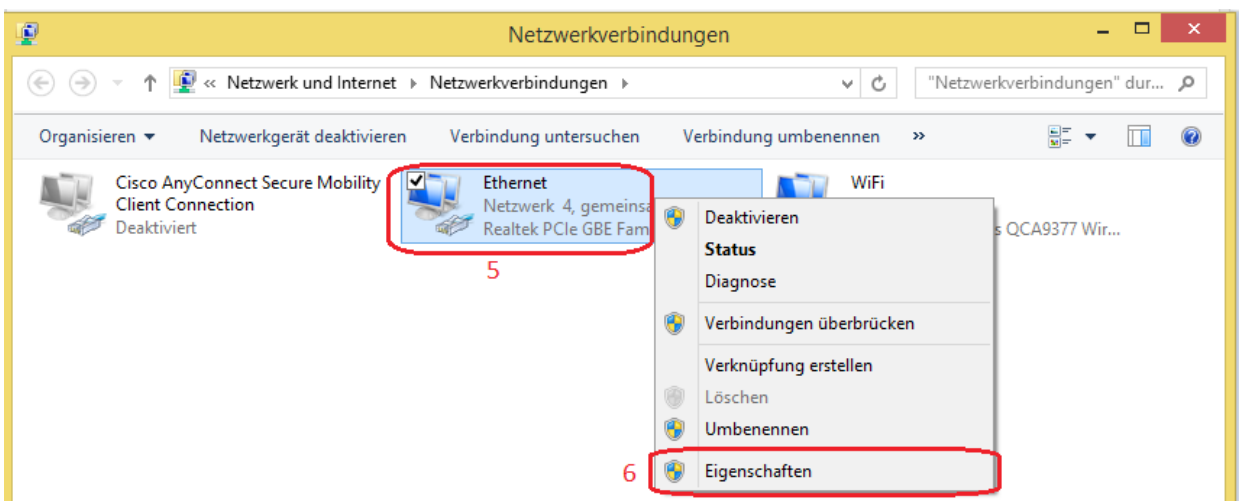 Netzwerkverbindungen
« Netzwerk und Internet Netzwerkverbindungen
"Netzwerkverbindungen" dur...
Organisieren Netzwerkgerät deaktivieren Verbindung untersuchen Verbindung umbenennen »
Cisco AnyConnect Secure Mobility
Client Connection
Deaktiviert
Ethernet
Netzwerk 4, gemeinsa
Realtek PCIe GBE Fam
5
WiFi
s QCA9377 Wir...
Deaktivieren
Status
Diagnose
Verbindungen überbrücken
Verknüpfung erstellen
Löschen
Umbenennen
6
Eigenschaften